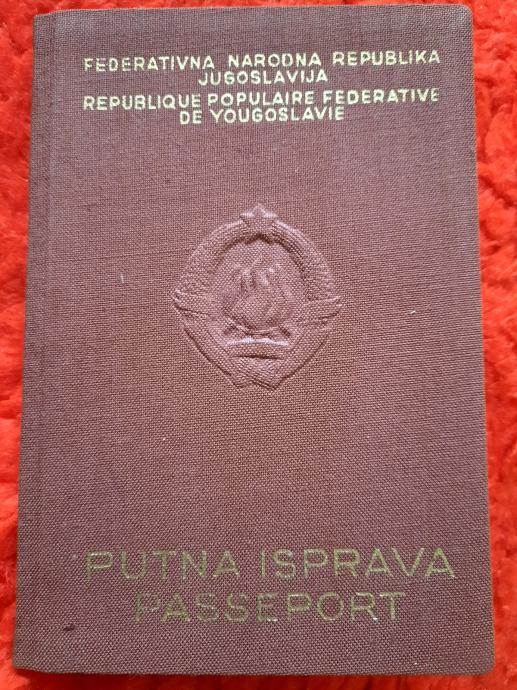 FEDERATIVNA NARODNA REPUBLIKA
JUGOSLAVIJA
REPUBLIQUE POPULAIRE FEDERATIVE
DE YOUGOSLAVIE
PUTNA ISPRAVA
PASSEPORT